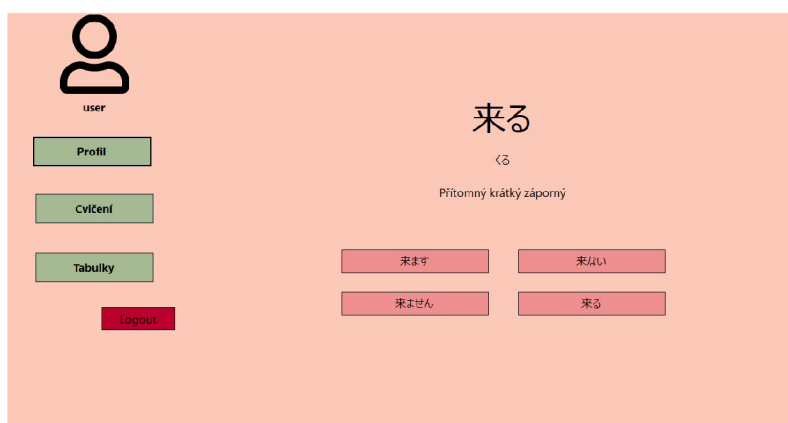 user
Profil
Cvičení
Tabulky
Logout
来る
くる
Přítomný krátký záporný
来ます
来ない
来ません
来る